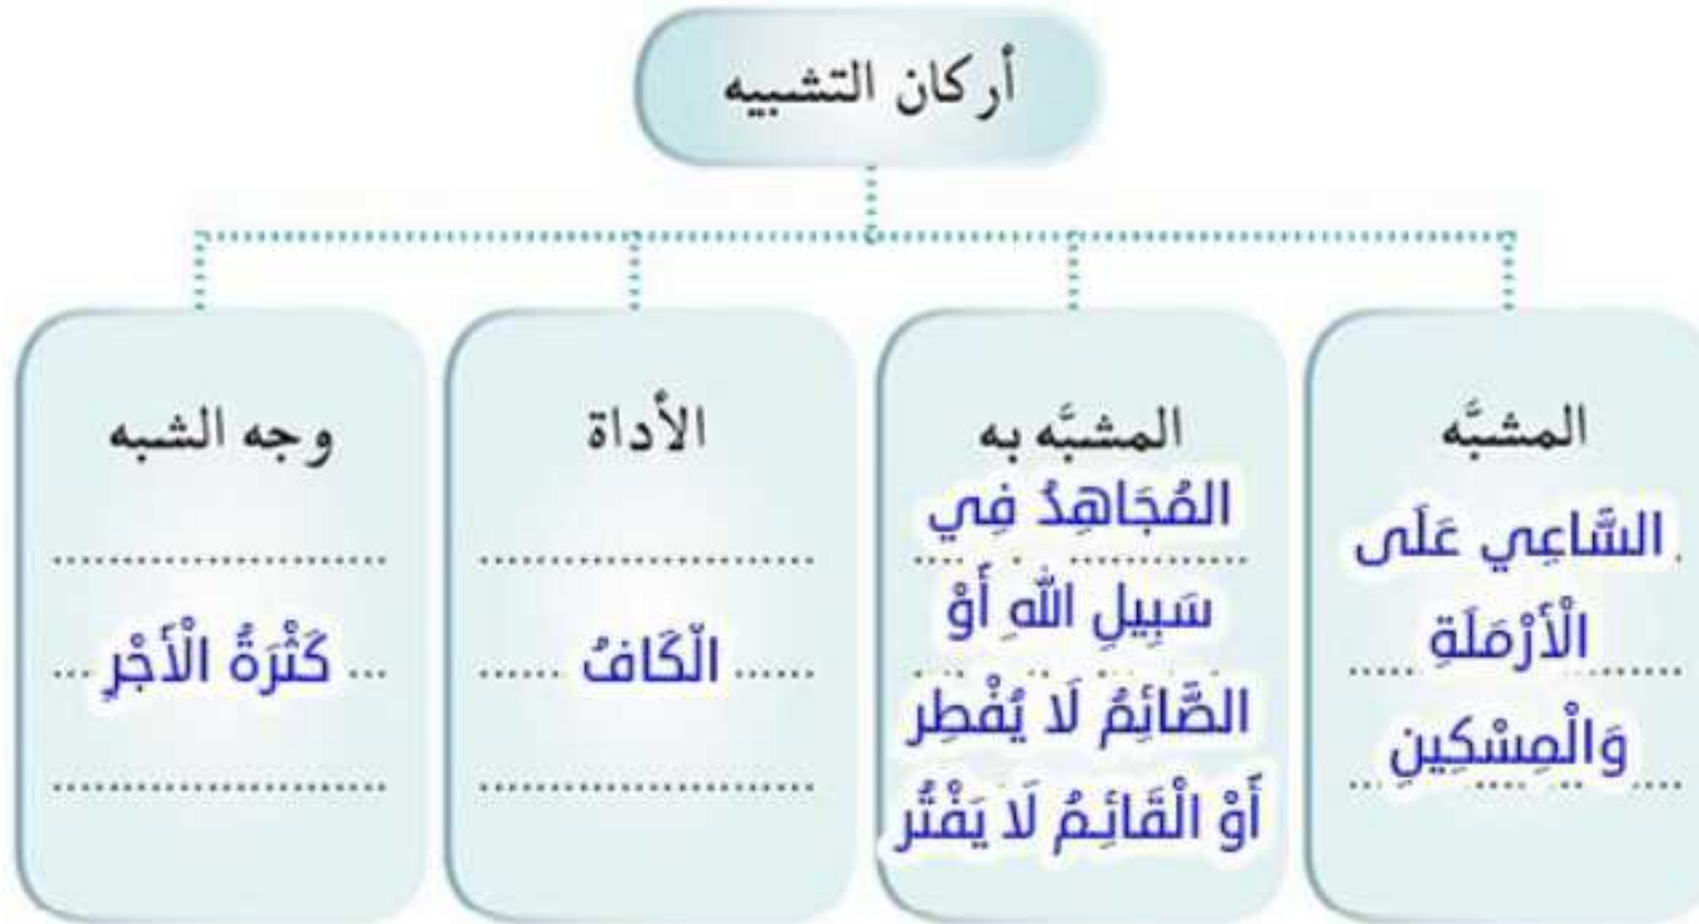 أركان التشبيه
المشبَّه
السَّاعِي عَلَى
الْأَرْمَلَةِ
وَالْمِسْكِينِ
المشبَّه به
المُجَاهِدُ فِي
سَبِيلِ اللهِ أَوْ
الصَّائِمُ لَا يُفْطِر
أَوْ الْقَائِمُ لَا يَفْتُر
الأداة
الْكَافُ
وجه الشبه
كَثْرَةُ الْأَجْرِ